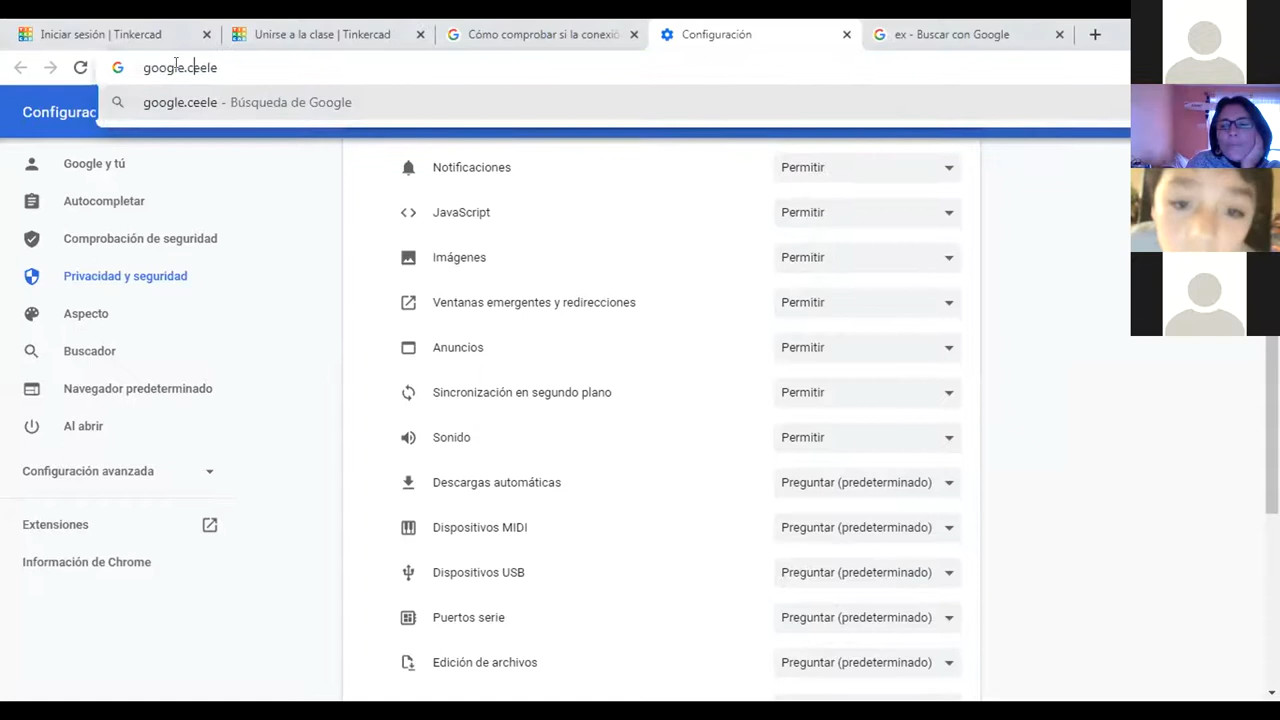 Iniciar sesión | Tinkercad
Unirse a la clase | Tinkercad
Cómo comprobar si la conexió
Configuración
ex - Buscar con Google
google.ceele
google.ceele - Búsqueda de Google
Configurac
Google y tú
Autocompletar
Comprobación de seguridad
Privacidad y seguridad
Aspecto
Buscador
Navegador predeterminado
Al abrir
Configuración avanzada
Extensiones
Información de Chrome
Notificaciones Permitir
JavaScript Permitir
Imágenes Permitir
Ventanas emergentes y redirecciones Permitir
Anuncios Permitir
Sincronización en segundo plano Permitir
Sonido Permitir
Descargas automáticas Preguntar (predeterminado)
Dispositivos MIDI Preguntar (predeterminado)
Dispositivos USB Preguntar (predeterminado)
Puertos serie Preguntar (predeterminado)
Edición de archivos Preguntar (predeterminado)